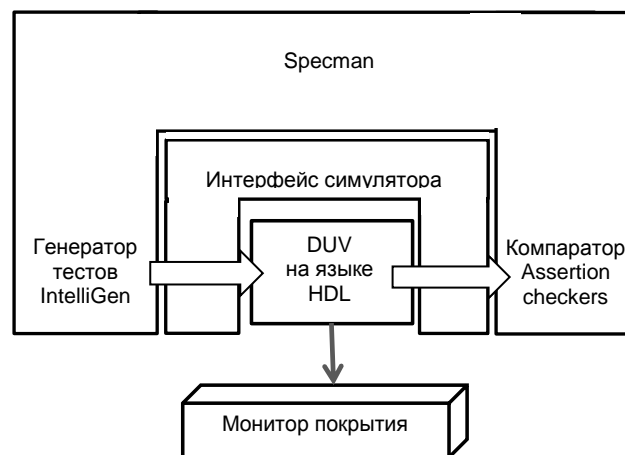 Specman
Интерфейс симулятора
Генератор
тестов
IntelliGen
DUV
на языке
HDL
Компаратор
Assertion
checkers
Монитор покрытия